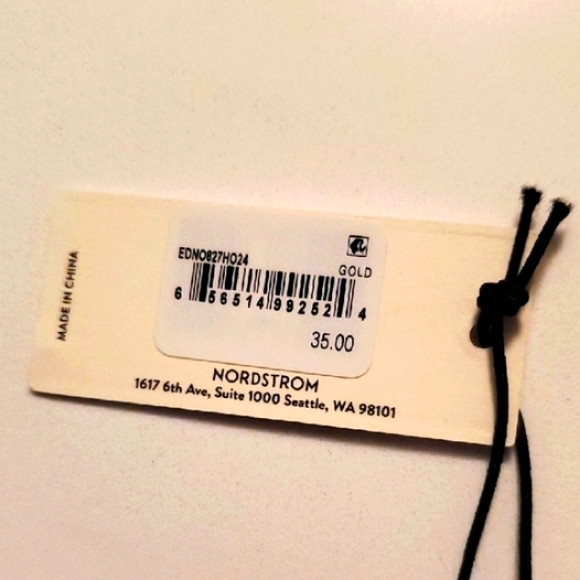 EDNO827HO24
GOLD
6 56514 99252 4
35.00
MADE IN CHINA
NORDSTROM
1617 6th Ave, Suite 1000 Seattle, WA 98101